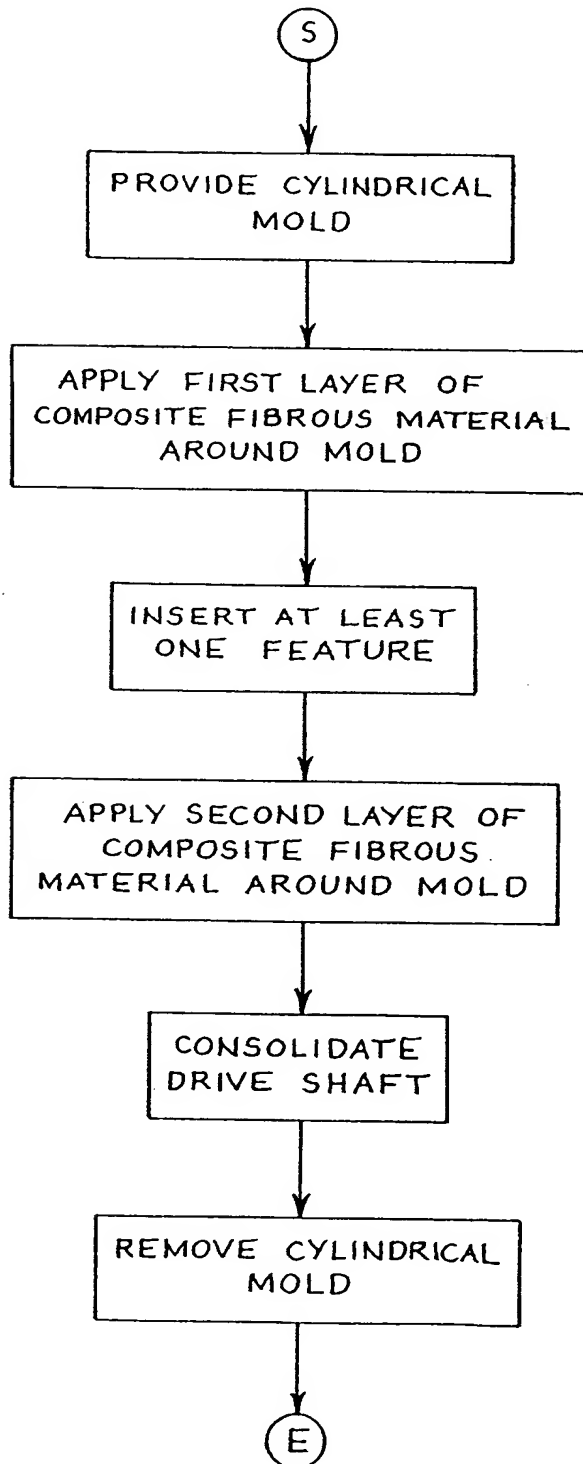 S
PROVIDE CYLINDRICAL
MOLD
APPLY FIRST LAYER OF
COMPOSITE FIBROUS MATERIAL
AROUND MOLD
INSERT AT LEAST
ONE FEATURE
APPLY SECOND LAYER OF
COMPOSITE FIBROUS
MATERIAL AROUND MOLD
CONSOLIDATE
DRIVE SHAFT
REMOVE CYLINDRICAL
MOLD
E